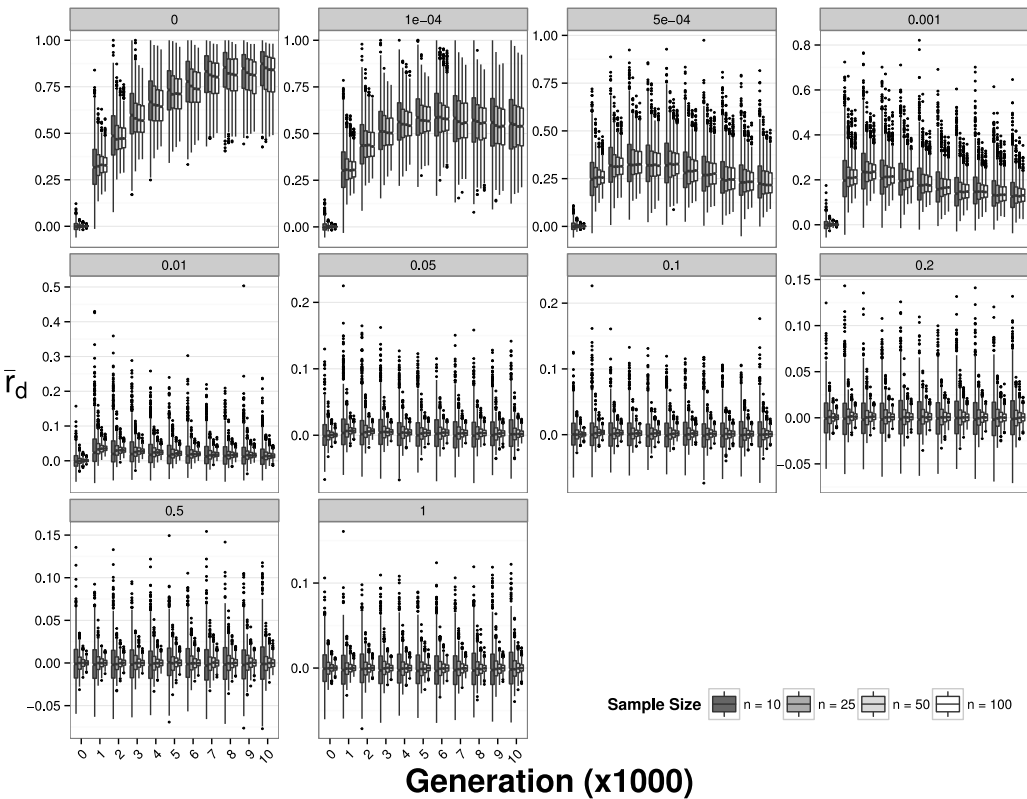 0 1e−04 5e−04 0.001
1.00 1.00 1.00 0.8
0.75 0.75 0.75 0.6
0.50 0.50 0.50 0.4
0.25 0.25 0.25 0.2
0.00 0.00 0.00 0.0
0.01 0.05 0.1 0.2
0.5 0.2 0.2 0.15
0.4 0.10
0.3 0.1 0.1 0.05
0.2 0.00
0.1 0.0 0.0 −0.05
0.0
r̄d
0.5 1
0.15
0.10 0.1
0.05
0.00 0.0
−0.05
0 1 2 3 4 5 6 7 8 9 10 0 1 2 3 4 5 6 7 8 9 10
Sample Size n = 10 n = 25 n = 50 n = 100
Generation (x1000)